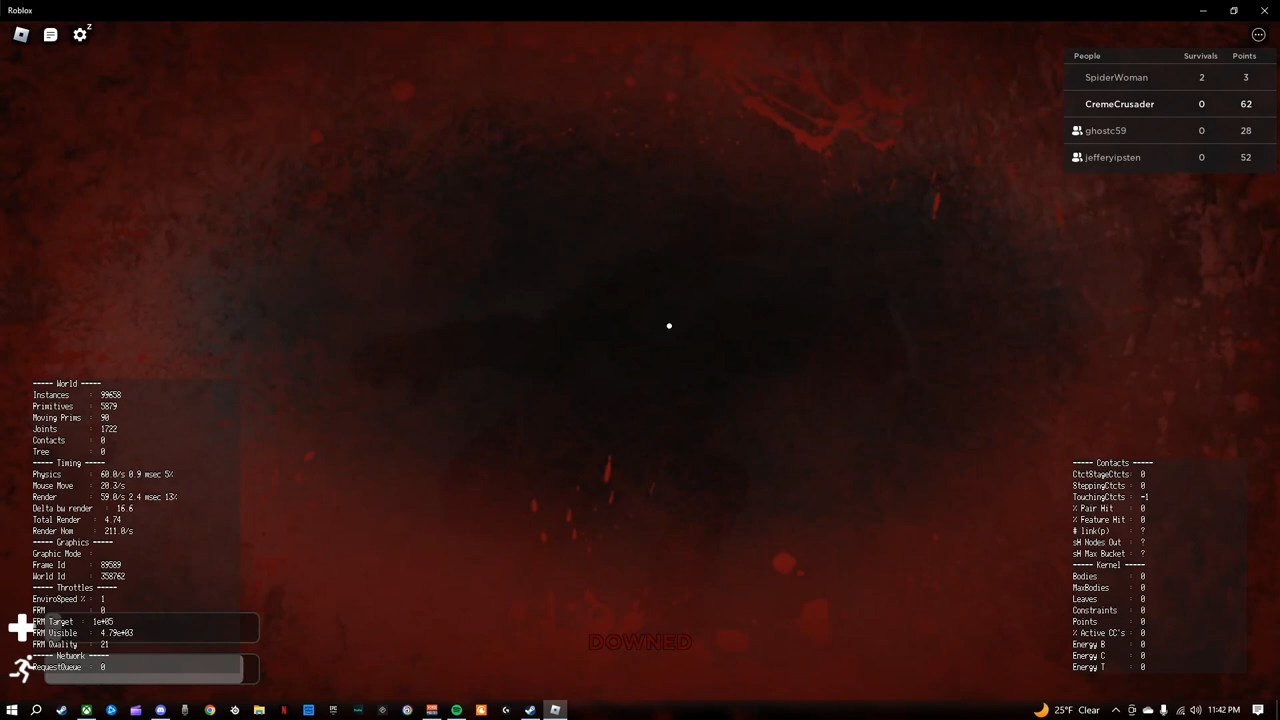 Roblox
Z
People Survivals Points
SpiderWoman 2 3
CremeCrusader 0 62
ghostc59 0 28
jefferyipsten 0 52
----- World -----
Instances : 99658
Primitives : 5879
Moving Prims : 90
Joints : 1722
Contacts : 0
Tree : 0
----- Timing -----
Physics : 60.0/s 0.9 msec 5%
Mouse Move : 20.3/s
Render : 59.0/s 2.4 msec 13%
Delta bw render : 16.6
Total Render : 4.74
Render Now : 211.0/s
----- Graphics -----
Graphic Mode :
Frame Id : 89589
World Id : 358762
----- Throttles -----
EnviroSpeed % : 1
FRM : 0
FRM Target : 1e+05
FRM Visible : 4.79e+03
FRM Quality : 21
----- Network -----
RequestQueue : 0
----- Contacts -----
CtctStageCtcts: 0
SteppingCtcts : 0
TouchingCtcts : -1
% Pair Hit : 0
% Feature Hit : 0
# link(p) : ?
sH Nodes Out : ?
sH Max Bucket : ?
----- Kernel -----
Bodies : 0
MaxBodies : 0
Leaves : 0
Constraints : 0
Points : 0
% Active CC's : 0
Energy B : 0
Energy C : 0
Energy T : 0
DOWNED
25°F Clear
11:42 PM